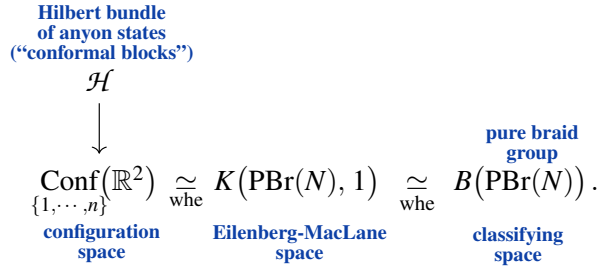 Hilbert bundle
of anyon states
(“conformal blocks”)
ℋ
pure braid
group
Conf(ℝ²) ≃ K(PBr(N), 1) ≃ B(PBr(N)).
{1,⋯,n} whe whe
configuration space Eilenberg-MacLane space classifying space